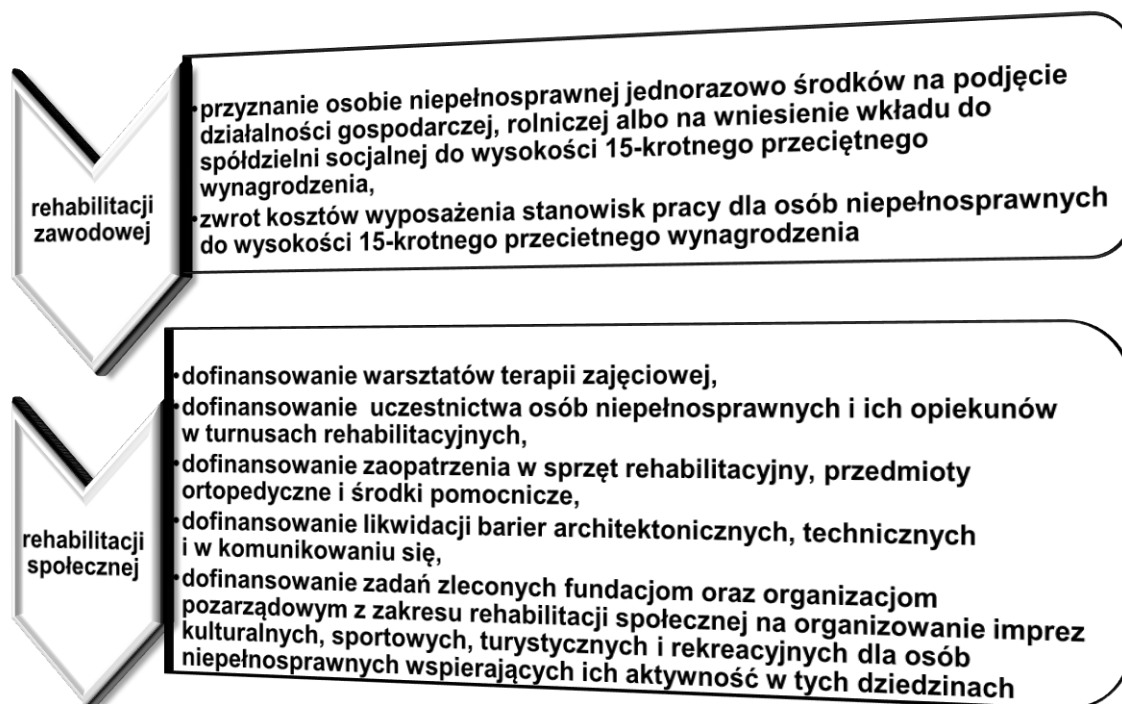 rehabilitacji
zawodowej
•przyznanie osobie niepełnosprawnej jednorazowo środków na podjęcie
działalności gospodarczej, rolniczej albo na wniesienie wkładu do
spółdzielni socjalnej do wysokości 15-krotnego przeciętnego
wynagrodzenia,
•zwrot kosztów wyposażenia stanowisk pracy dla osób niepełnosprawnych
do wysokości 15-krotnego przecietnego wynagrodzenia
rehabilitacji
społecznej
•dofinansowanie warsztatów terapii zajęciowej,
•dofinansowanie uczestnictwa osób niepełnosprawnych i ich opiekunów
w turnusach rehabilitacyjnych,
•dofinansowanie zaopatrzenia w sprzęt rehabilitacyjny, przedmioty
ortopedyczne i środki pomocnicze,
•dofinansowanie likwidacji barier architektonicznych, technicznych
i w komunikowaniu się,
•dofinansowanie zadań zleconych fundacjom oraz organizacjom
pozarządowym z zakresu rehabilitacji społecznej na organizowanie imprez
kulturalnych, sportowych, turystycznych i rekreacyjnych dla osób
niepełnosprawnych wspierających ich aktywność w tych dziedzinach